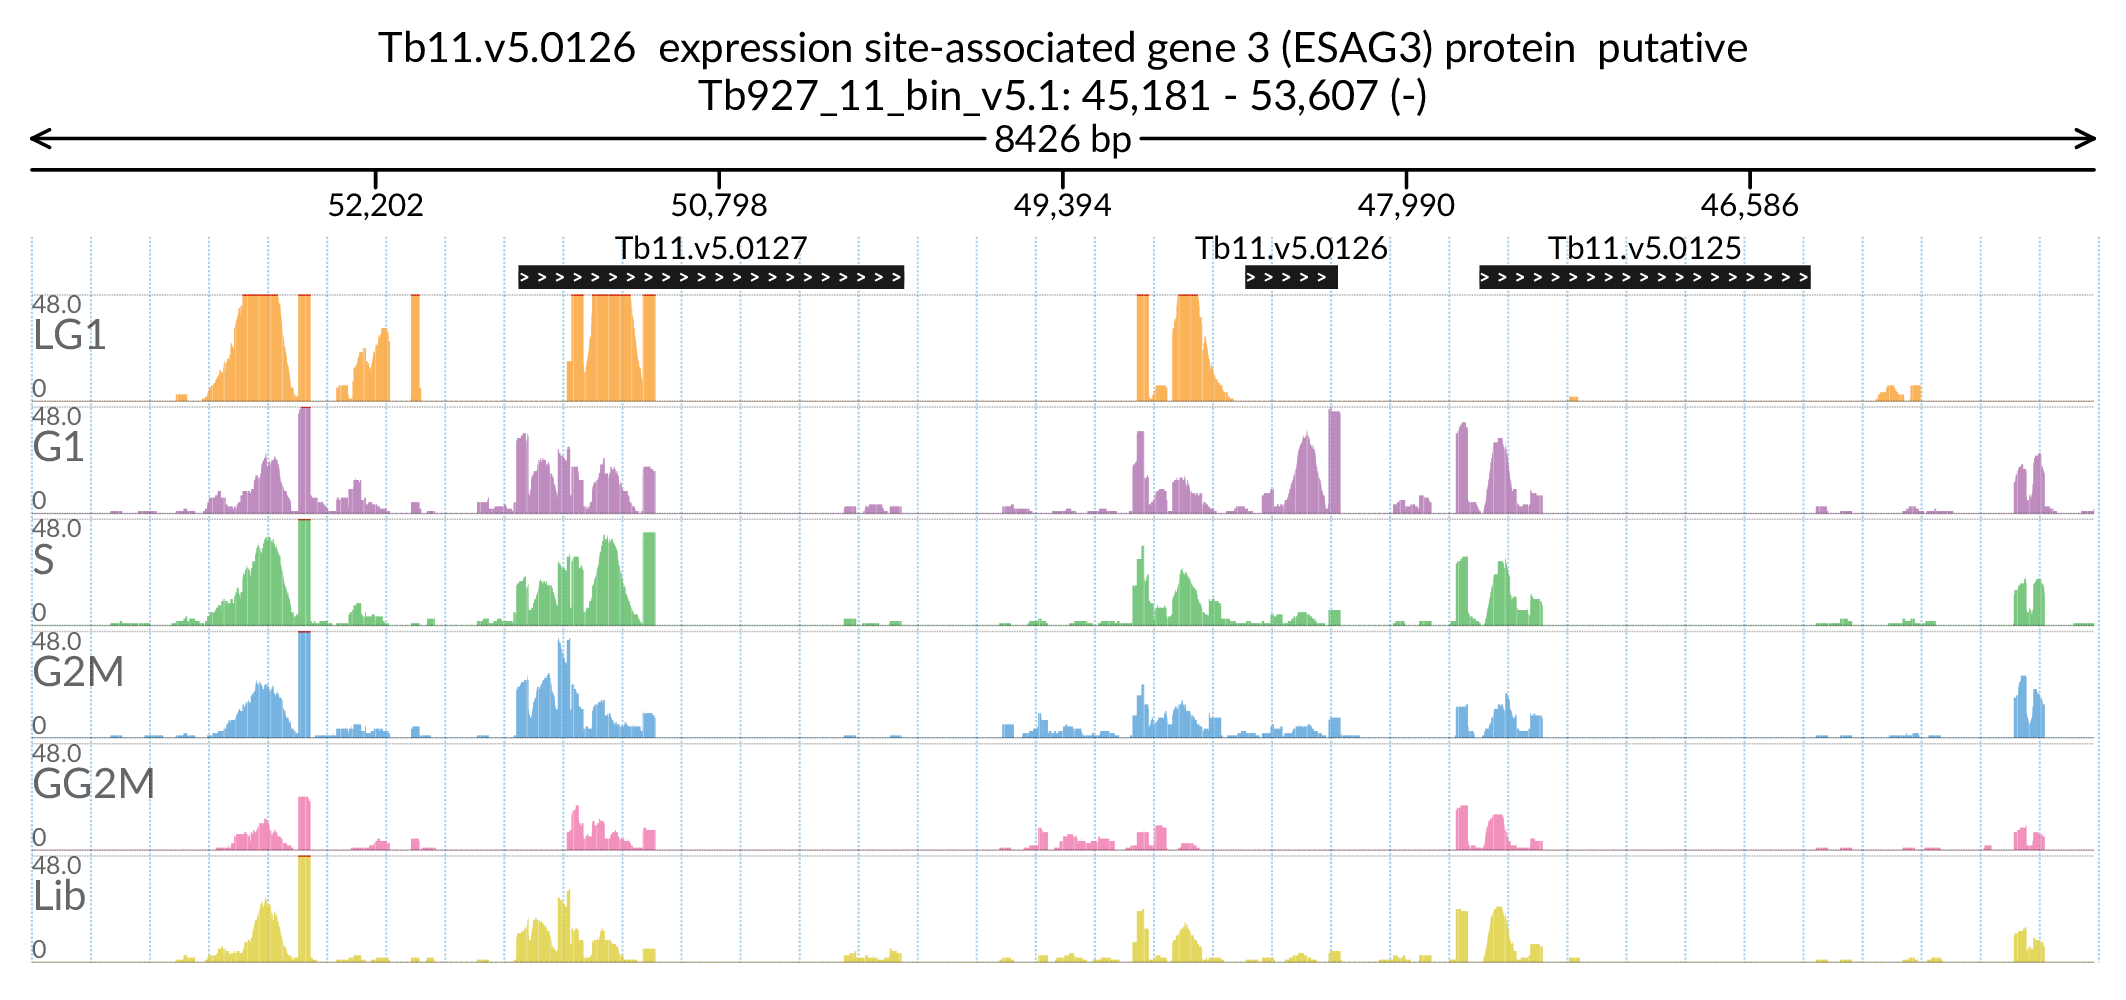 Tb11.v5.0126  expression site-associated gene 3 (ESAG3) protein  putative
Tb927_11_bin_v5.1: 45,181 - 53,607 (-)
8426 bp
52,202 50,798 49,394 47,990 46,586
Tb11.v5.0127 Tb11.v5.0126 Tb11.v5.0125
48.0
LG1
0
48.0
G1
0
48.0
S
0
48.0
G2M
0
48.0
GG2M
0
48.0
Lib
0